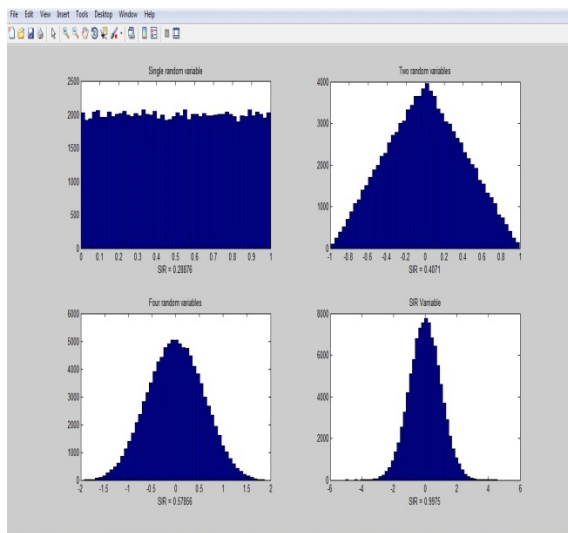 File Edit View Insert Tools Desktop Window Help
Single random variable
2500
2000
1500
1000
500
0
0 0.1 0.2 0.3 0.4 0.5 0.6 0.7 0.8 0.9 1
SIR = 0.28876
Two random variables
4000
3000
2000
1000
0
-1 -0.8 -0.6 -0.4 -0.2 0 0.2 0.4 0.6 0.8 1
SIR = 0.4071
Four random variables
6000
5000
4000
3000
2000
1000
0
-2 -1.5 -1 -0.5 0 0.5 1 1.5 2
SIR = 0.57856
SIR Variable
8000
6000
4000
2000
0
-6 -4 -2 0 2 4 6
SIR = 0.9975